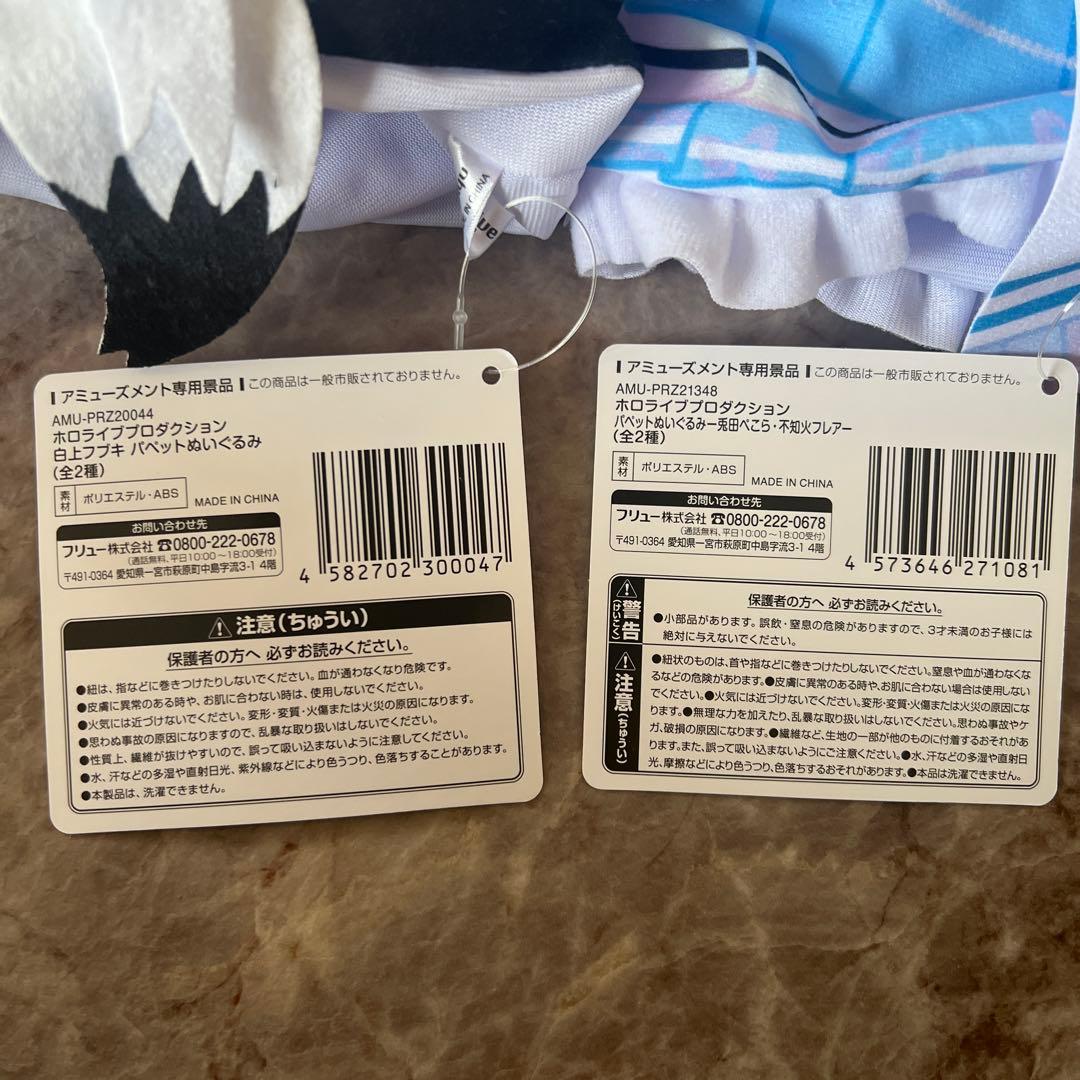 IN CHINA
ue
アミューズメント専用景品 この商品は一般市販されておりません。
AMU-PRZ20044
ホロライブプロダクション
白上フブキ パペットぬいぐるみ
(全2種)
素材 ポリエステル・ABS MADE IN CHINA
お問い合わせ先
フリュー株式会社 ☎0800-222-0678
(通話無料、平日10:00~18:00受付)
〒491-0364 愛知県一宮市萩原町中島字流3-1 4階
4 582702 300047
注意(ちゅうい)
保護者の方へ 必ずお読みください。
●紐は、指などに巻きつけたりしないでください。血が通わなくなり危険です。
●皮膚に異常のある時や、お肌に合わない時は、使用しないでください。
●火気には近づけないでください。変形・変質・火傷または火災の原因になります。
●思わぬ事故の原因になりますので、乱暴な取り扱いはしないでください。
●性質上、繊維が抜けやすいので、誤って吸い込まないように注意してください。
●水、汗などの多湿や直射日光、紫外線などにより色うつり、色落ちすることがあります。
●本製品は、洗濯できません。
アミューズメント専用景品 この商品は一般市販されておりません。
AMU-PRZ21348
ホロライブプロダクション
パペットぬいぐるみー兎田ぺこら・不知火フレアー
(全2種)
素材 ポリエステル・ABS MADE IN CHINA
お問い合わせ先
フリュー株式会社 ☎0800-222-0678
(通話無料、平日10:00~18:00受付)
〒491-0364 愛知県一宮市萩原町中島字流3-1 4階
4 573646 271081
警告(けいこく)
保護者の方へ 必ずお読みください。
●小部品があります。誤飲・窒息の危険がありますので、3才未満のお子様には
絶対に与えないでください。
注意(ちゅうい)
●紐状のものは、首や指などに巻きつけたりしないでください。窒息や血が通わなくな
るなどの危険があります。●皮膚に異常のある時や、お肌に合わない場合は使用しない
でください。●火気には近づけないでください。変形・変質・火傷または火災の原因にな
ります。●無理な力を加えたり、乱暴な取り扱いはしないでください。思わぬ事故やケ
ガ、破損の原因になります。●繊維など、生地の一部が他のものに付着するおそれがあ
ります。また、誤って吸い込まないようにご注意ください。●水、汗などの多湿や直射日
光、摩擦などにより色うつり、色落ちするおそれがあります。●本品は洗濯できません。